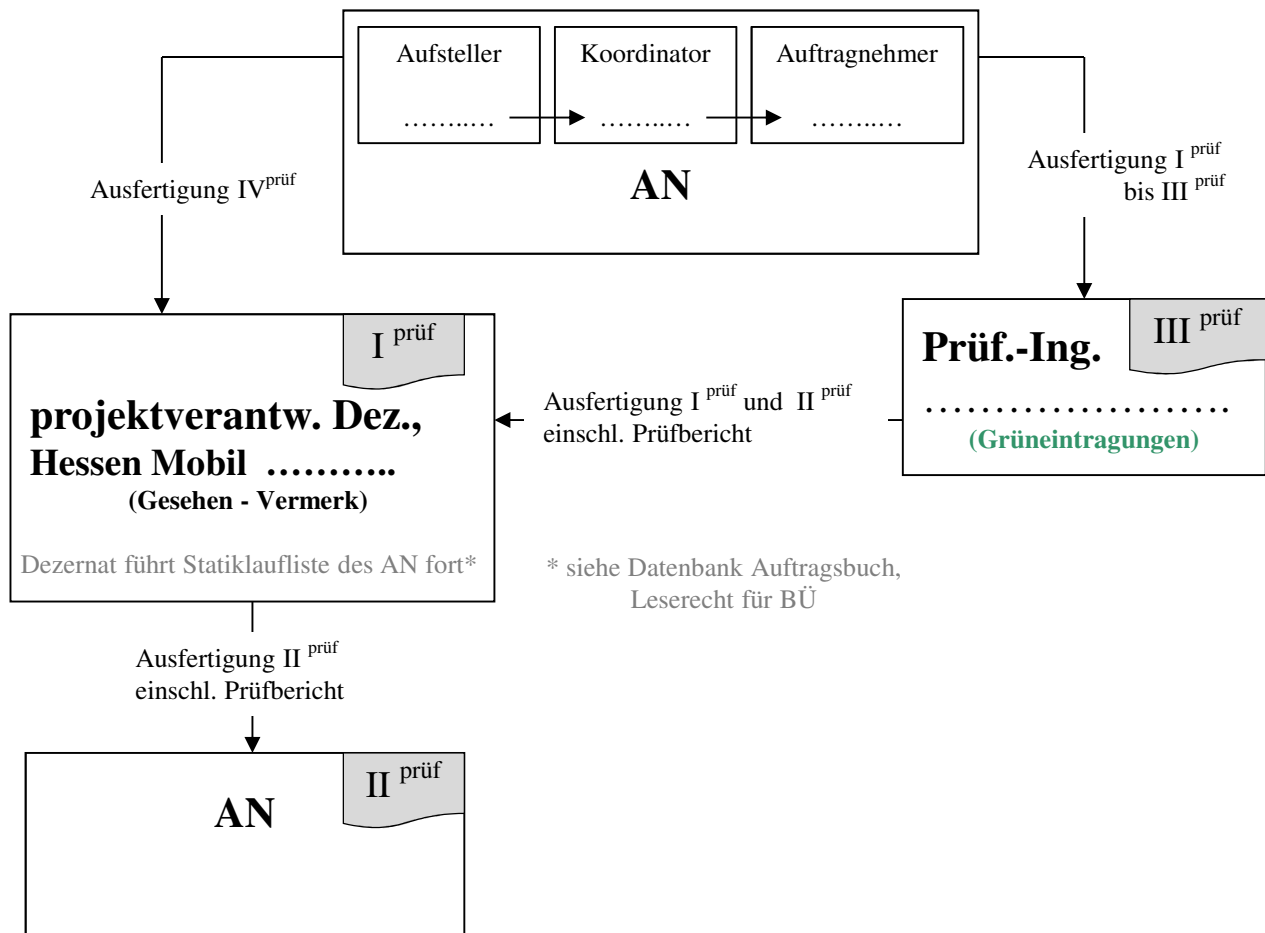 Aufsteller
Koordinator
Auftragnehmer
……..…
……..…
……..…
AN
Ausfertigung IV prüf
Ausfertigung I prüf
bis III prüf
I prüf
projektverantw. Dez.,
Hessen Mobil ………..
(Gesehen - Vermerk)
Dezernat führt Statiklaufliste des AN fort*
Ausfertigung I prüf und II prüf
einschl. Prüfbericht
III prüf
Prüf.-Ing.
……………………
(Grüneintragungen)
* siehe Datenbank Auftragsbuch,
Leserecht für BÜ
Ausfertigung II prüf
einschl. Prüfbericht
II prüf
AN